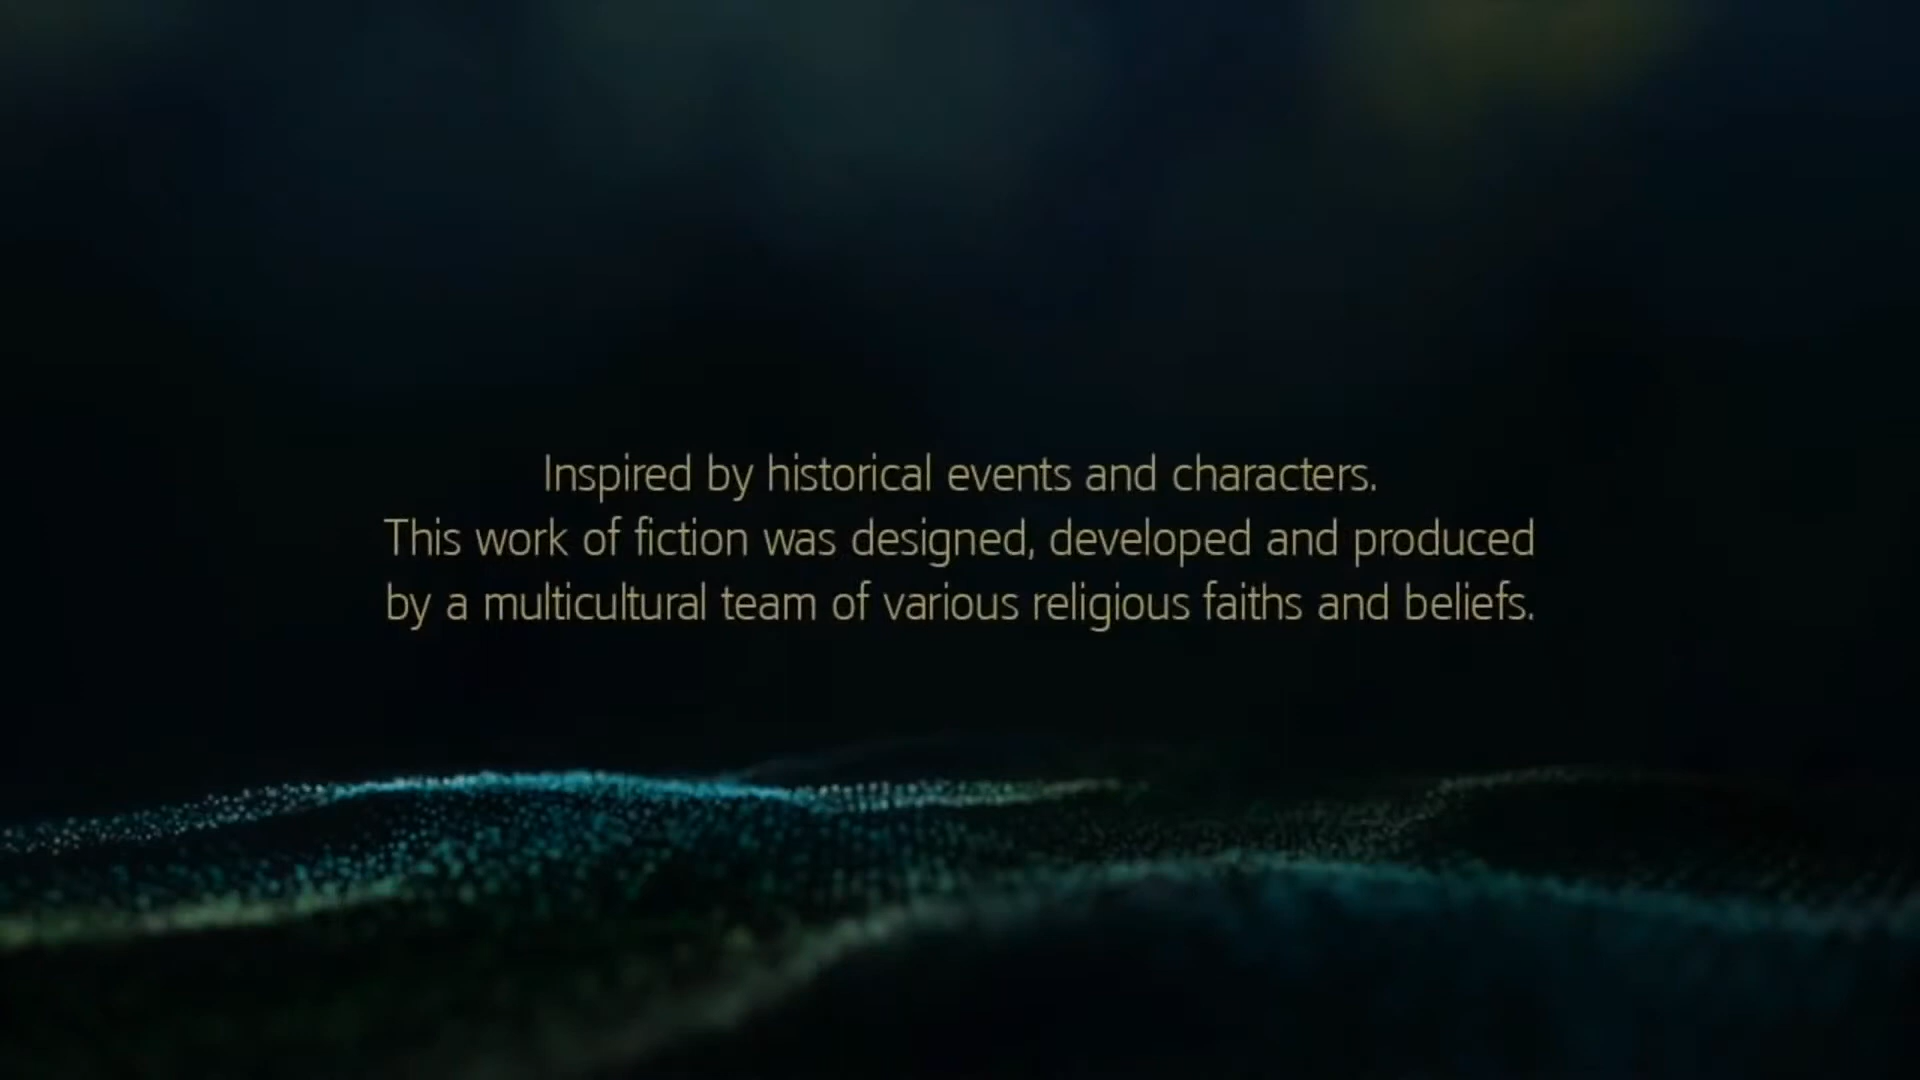 Inspired by historical events and characters.
This work of fiction was designed, developed and produced
by a multicultural team of various religious faiths and beliefs.